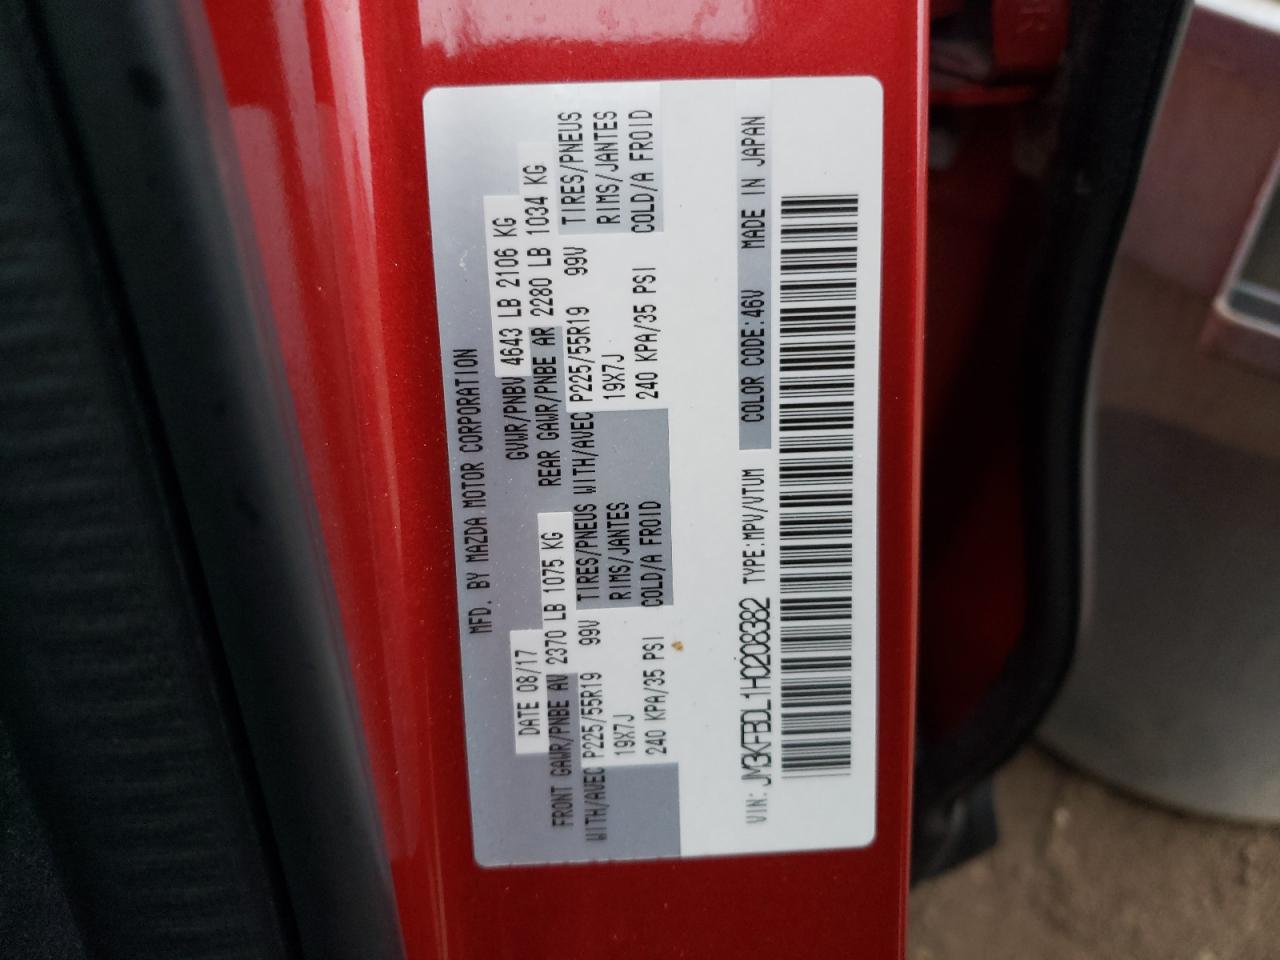 MFD. BY MAZDA MOTOR CORPORATION
DATE 08/17 GVWR/PNBV 4643 LB 2106 KG
FRONT GAWR/PNBE AV 2370 LB 1075 KG REAR GAWR/PNBE AR 2280 LB 1034 KG
WITH/AVEC P225/55R19 99V TIRES/PNEUS WITH/AVEC P225/55R19 99V TIRES/PNEUS
19X7J RIMS/JANTES 19X7J RIMS/JANTES
240 KPA/35 PSI COLD/A FROID 240 KPA/35 PSI COLD/A FROID
VIN: JM3KFBDL1H0208382 TYPE:MPV/VTUM COLOR CODE:46V MADE IN JAPAN